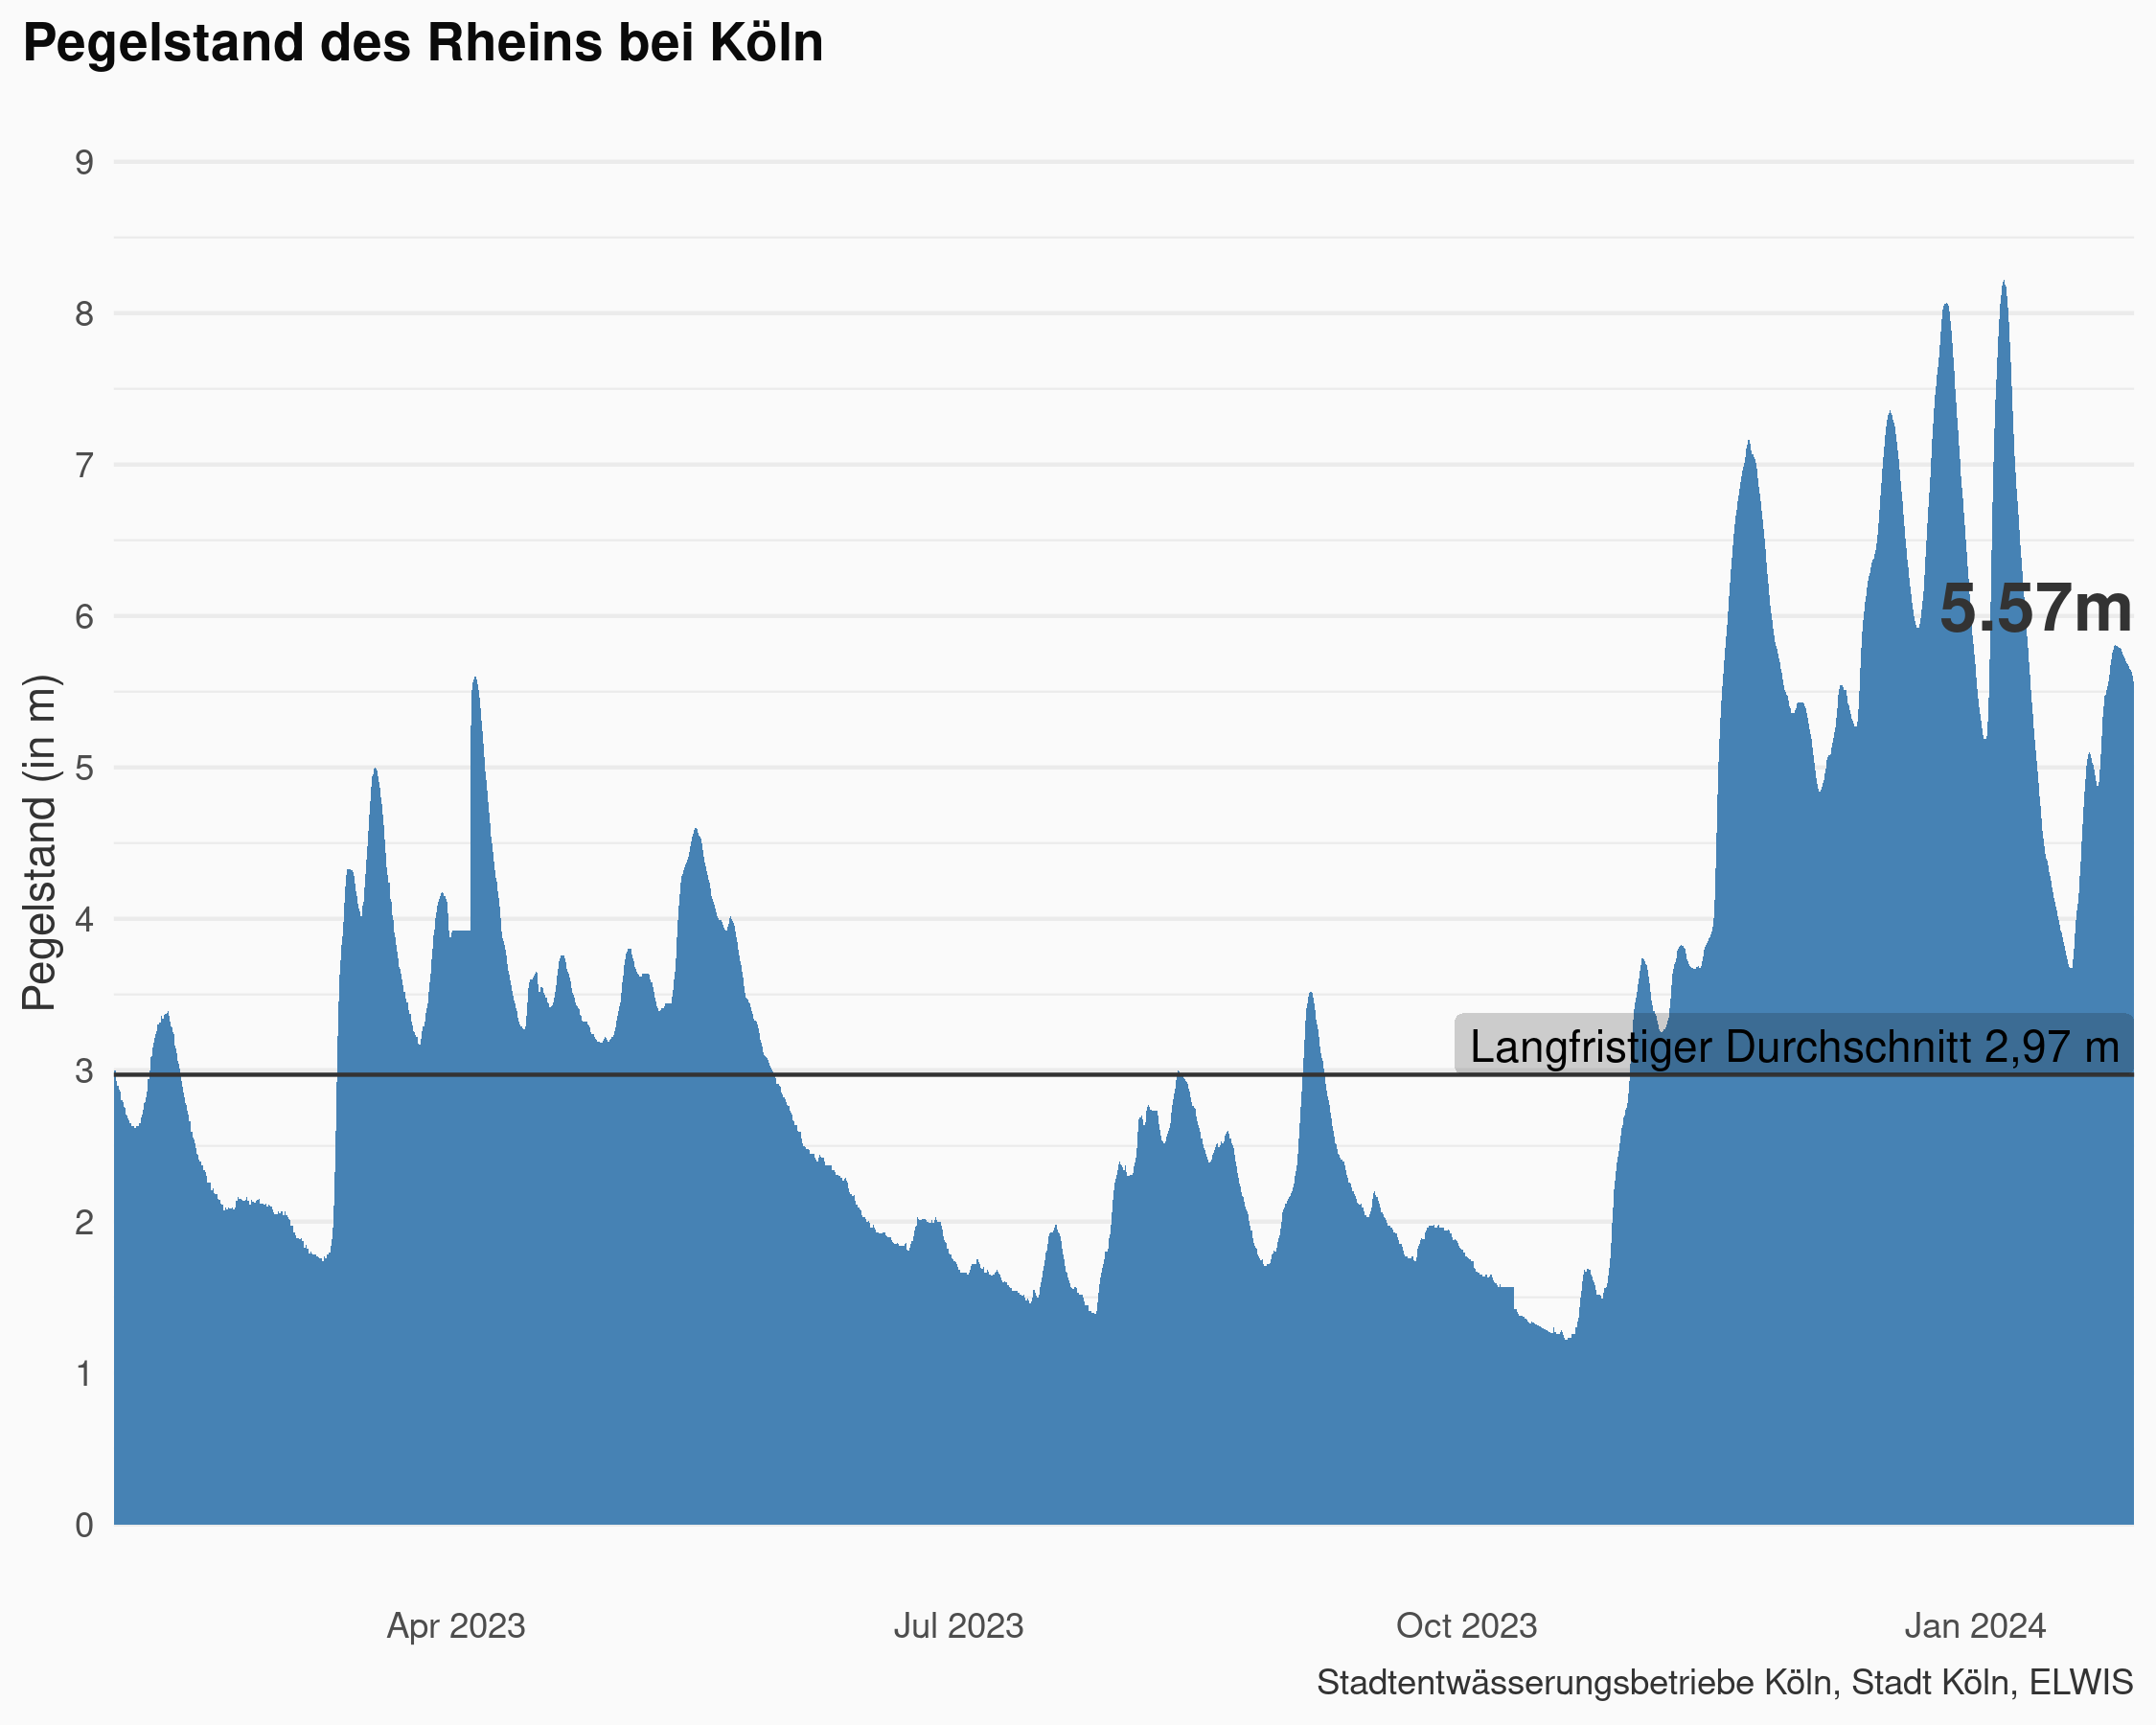 Pegelstand des Rheins bei Köln
Pegelstand (in m)
9
8
7
6
5
4
3
2
1
0
5.57m
Langfristiger Durchschnitt 2,97 m
Apr 2023
Jul 2023
Oct 2023
Jan 2024
Stadtentwässerungsbetriebe Köln, Stadt Köln, ELWIS